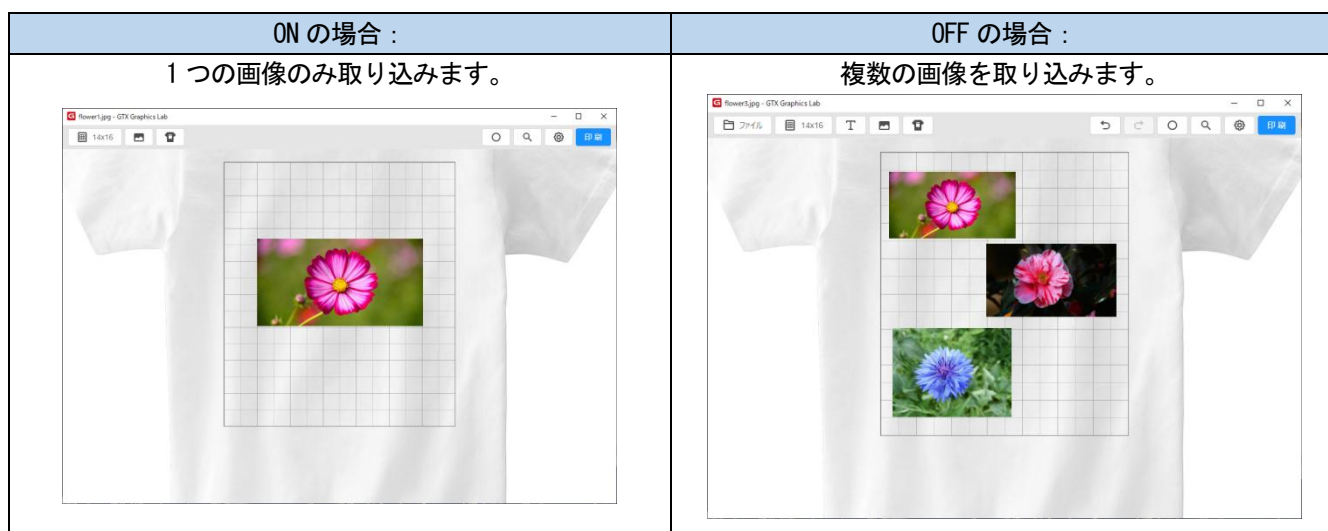 ON の場合：
OFF の場合：
1 つの画像のみ取り込みます。
複数の画像を取り込みます。
flower1.jpg - GTX Graphics Lab
14x16
印刷
flower3.jpg - GTX Graphics Lab
ファイル
14x16
T
印刷